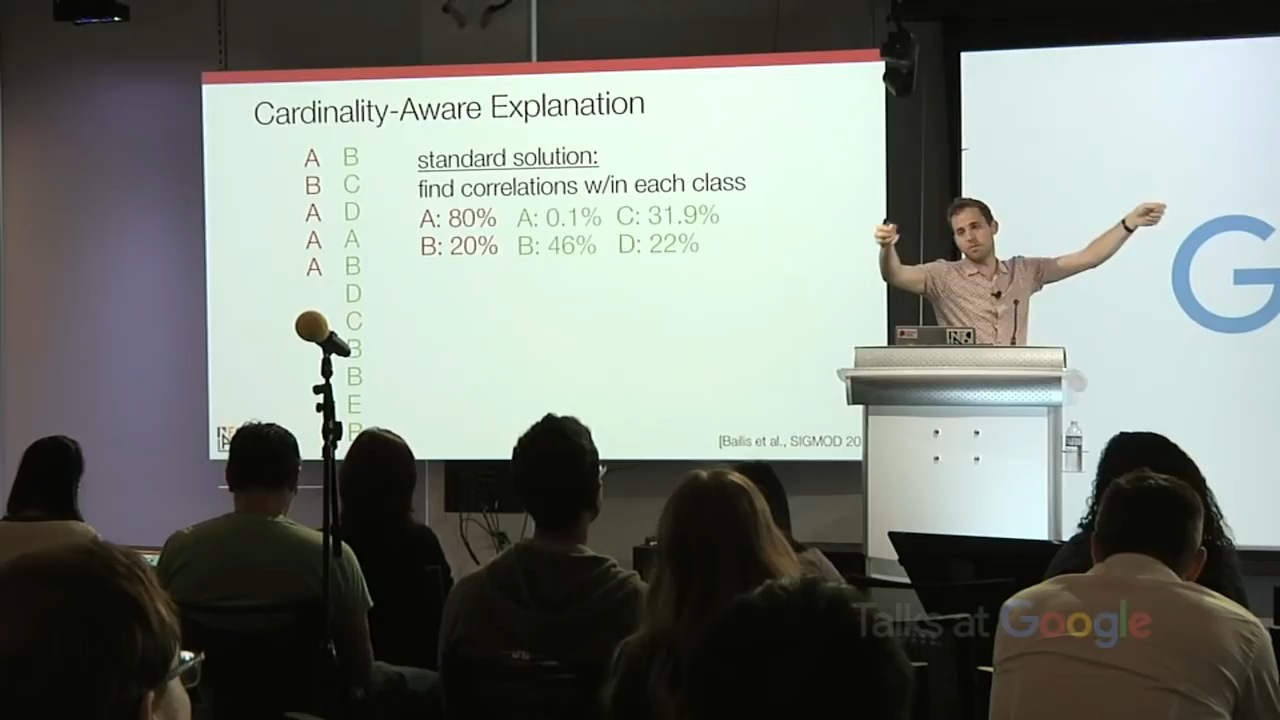 Cardinality-Aware Explanation
A B
B C
A D
A A
A B
D
C
B
B
E
standard solution:
find correlations w/in each class
A: 80% A: 0.1% C: 31.9%
B: 20% B: 46% D: 22%
[Bailis et al., SIGMOD 20
G
Talks at Google